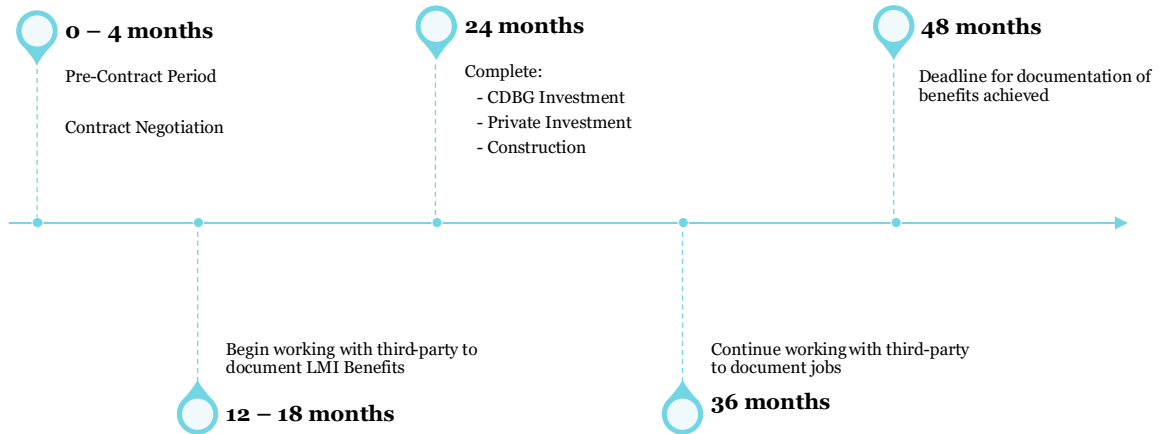 0 – 4 months
Pre-Contract Period
Contract Negotiation
24 months
Complete:
- CDBG Investment
- Private Investment
- Construction
48 months
Deadline for documentation of
benefits achieved
Begin working with third-party to
document LMI Benefits
12 – 18 months
Continue working with third-party
to document jobs
36 months